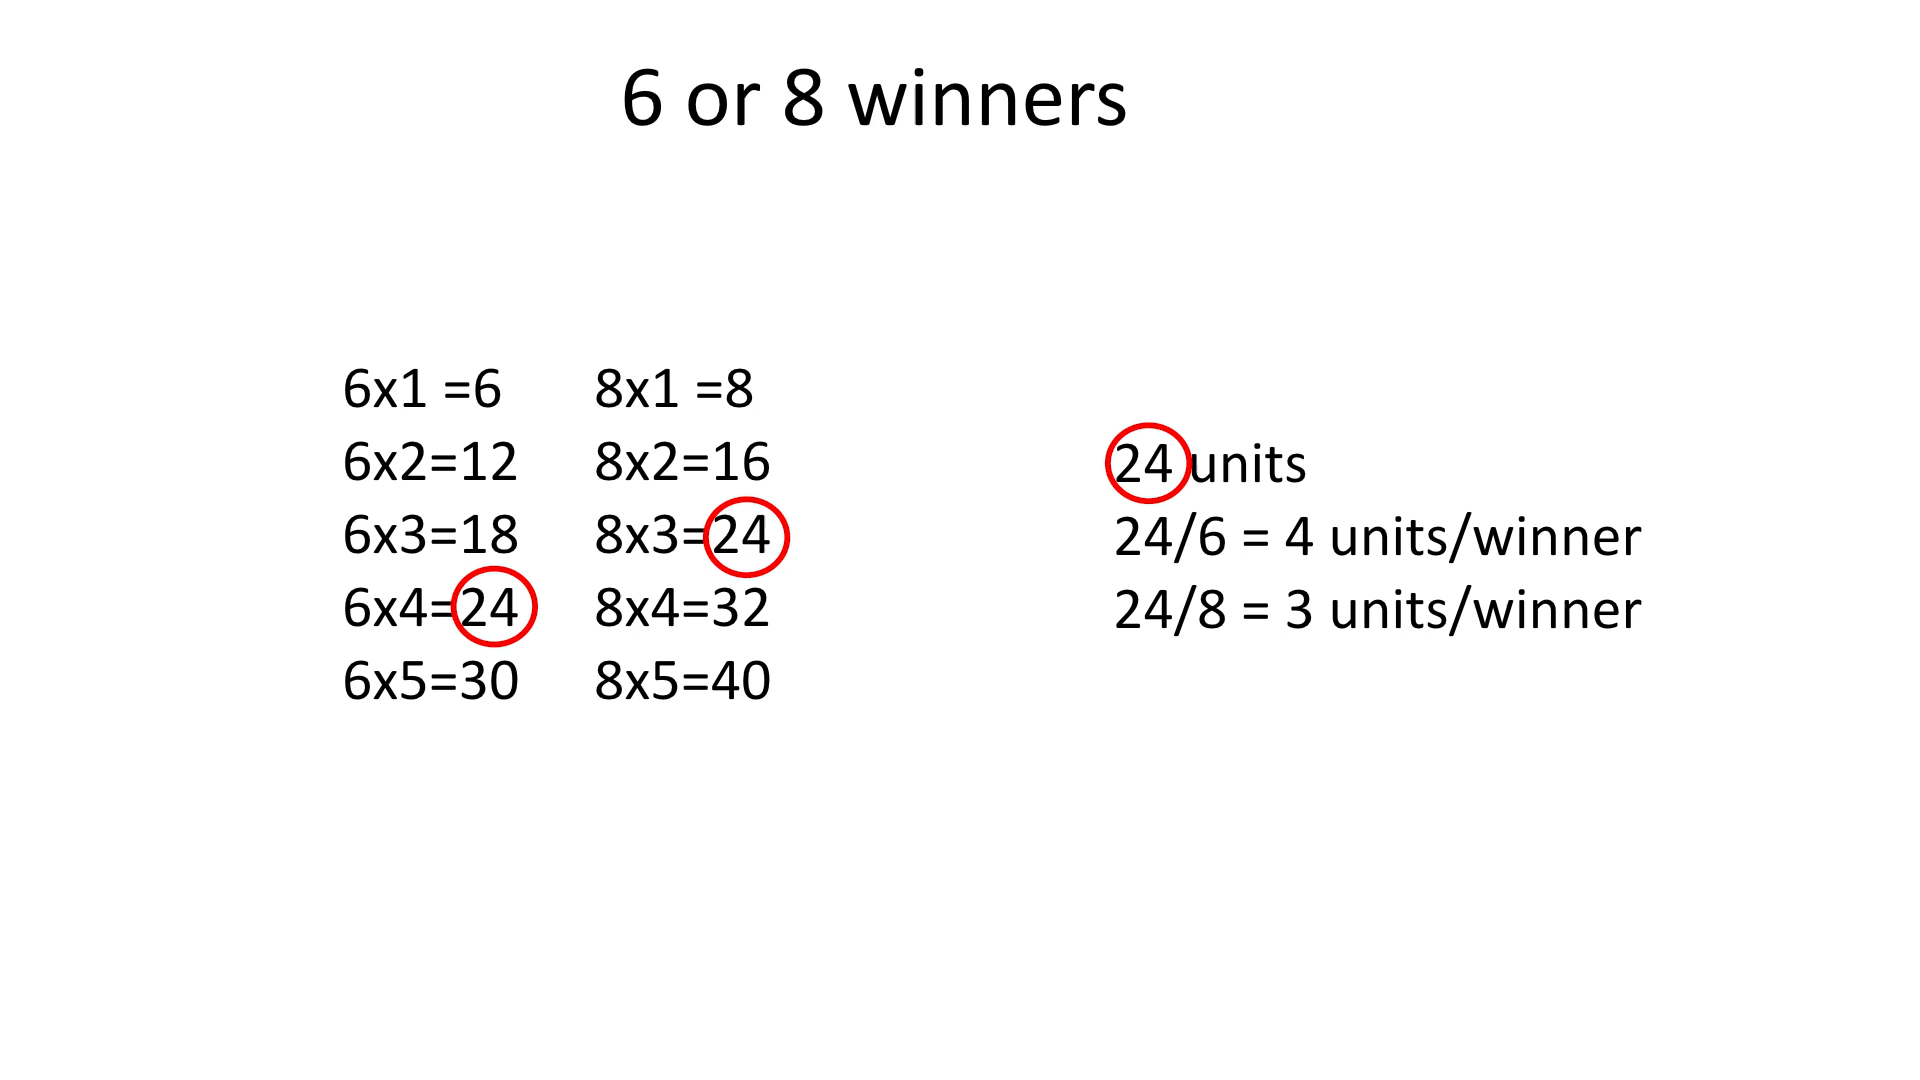 6 or 8 winners
6x1 =6
6x2=12
6x3=18
6x4=24
6x5=30
8x1 =8
8x2=16
8x3=24
8x4=32
8x5=40
24 units
24/6 = 4 units/winner
24/8 = 3 units/winner